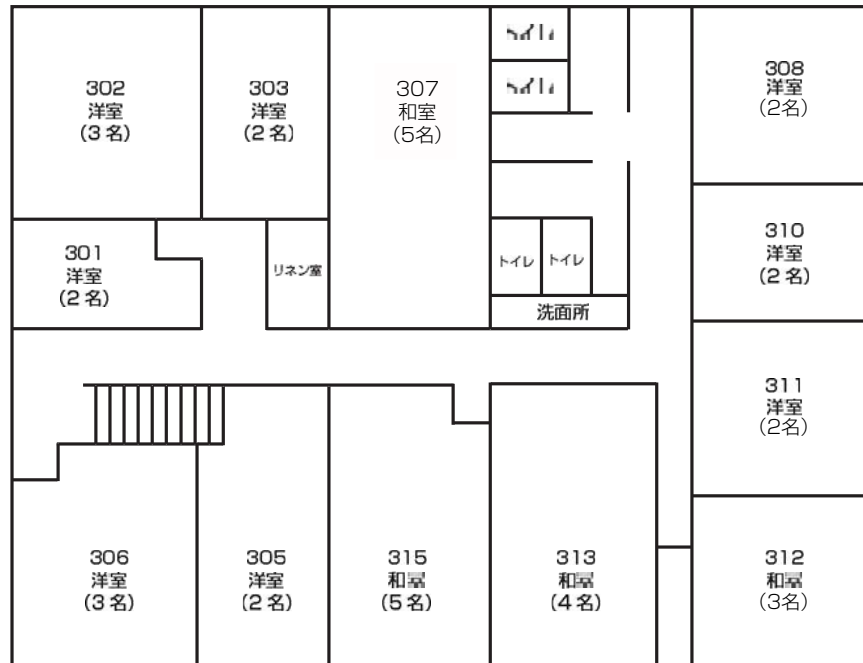 302
洋室
(3 名)
303
洋室
(2 名)
307
和室
(5名)
308
洋室
(2名)
301
洋室
(2 名)
リネン室
トイレ
トイレ
洗面所
310
洋室
(2 名)
311
洋室
(2名)
306
洋室
(3 名)
305
洋室
(2 名)
315
和室
(5 名)
313
和室
(4 名)
312
和室
(3名)